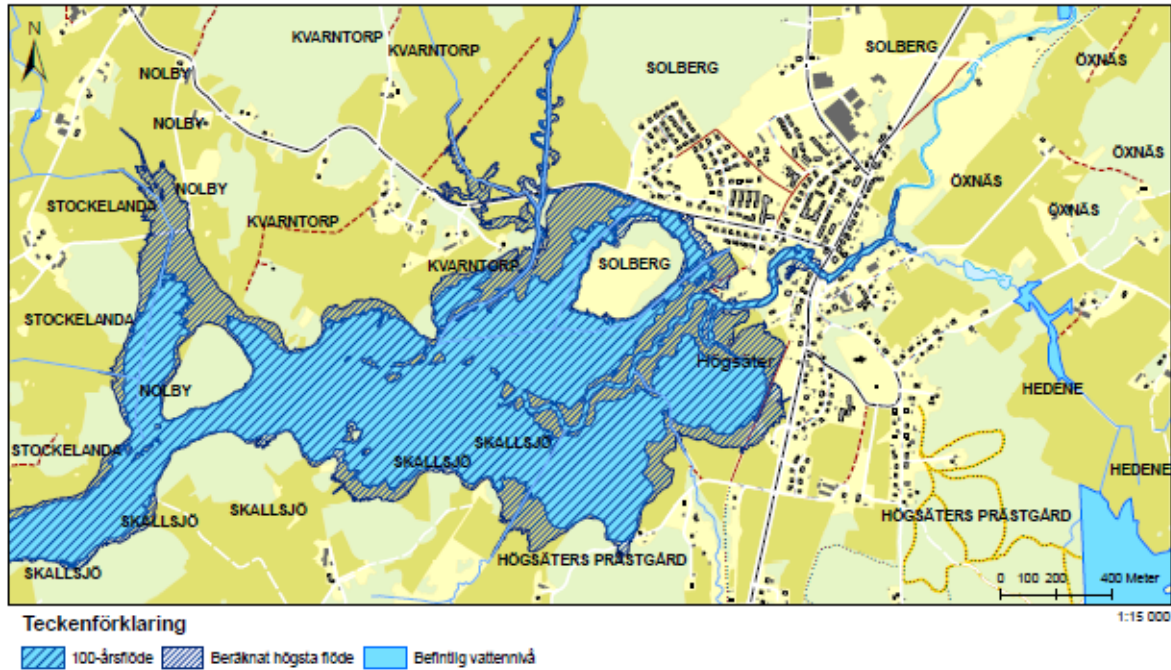 N
KVARNTORP
KVARNTORP
SOLBERG
SOLBERG
ÖXNÄS
NOLBY
NOLBY
ÖXNÄS
NOLBY
ÖXNÄS
STOCKELANDA
KVARNTORP
ÖXNÄS
KVARNTORP
SOLBERG
STOCKELANDA
Högsäter
NOLBY
HEDENE
STOCKELANDA
SKALLSJÖ
SKALLSJÖ
HEDENE
SKALLSJÖ
SKALLSJÖ
HÖGSÄTERS PRÄSTGÅRD
HÖGSÄTERS PRÄSTGÅRD
SKALLSJÖ
0 100 200 400 Meter
1:15 000
Teckenförklaring
100-årsflöde Beräknat högsta flöde Befintlig vattennivå